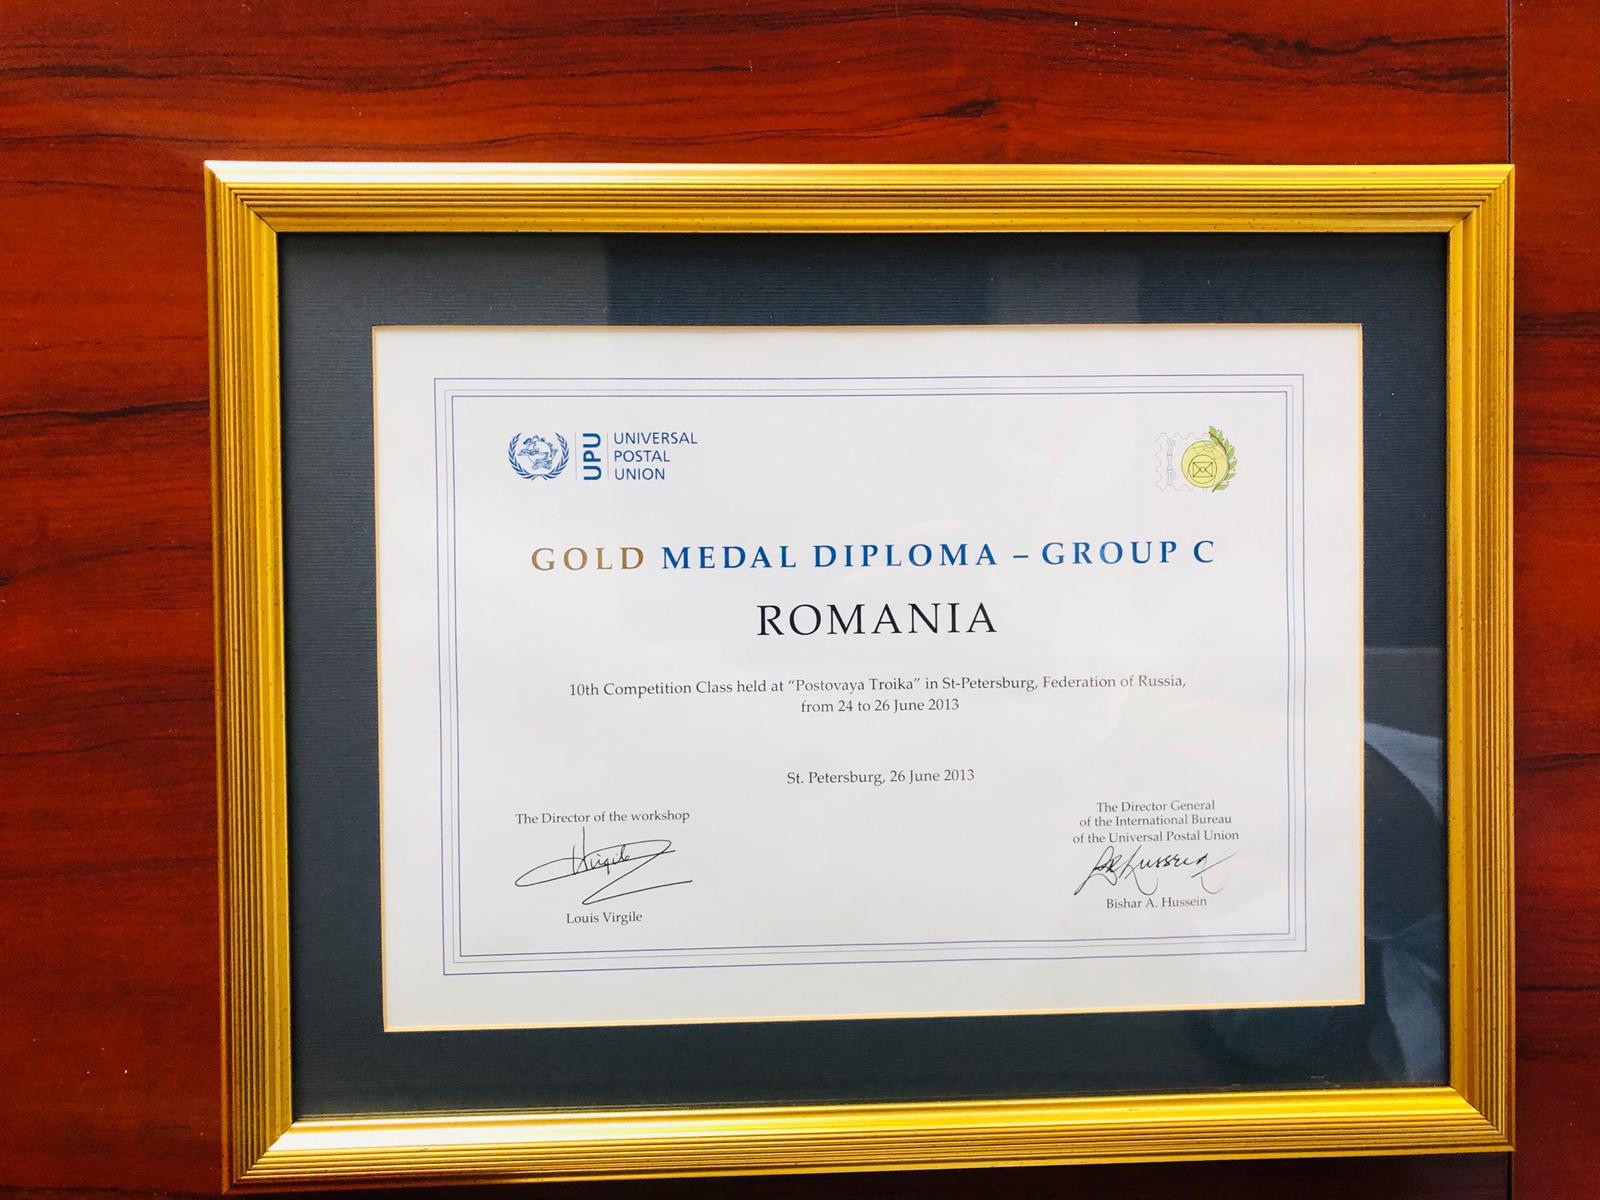 UPU
UNIVERSAL
POSTAL
UNION
GOLD MEDAL DIPLOMA – GROUP C
ROMANIA
10th Competition Class held at “Postovaya Troika” in St-Petersburg, Federation of Russia,
from 24 to 26 June 2013
St. Petersburg, 26 June 2013
The Director of the workshop
Virgile
Louis Virgile
The Director General
of the International Bureau
of the Universal Postal Union
Hussein
Bishar A. Hussein